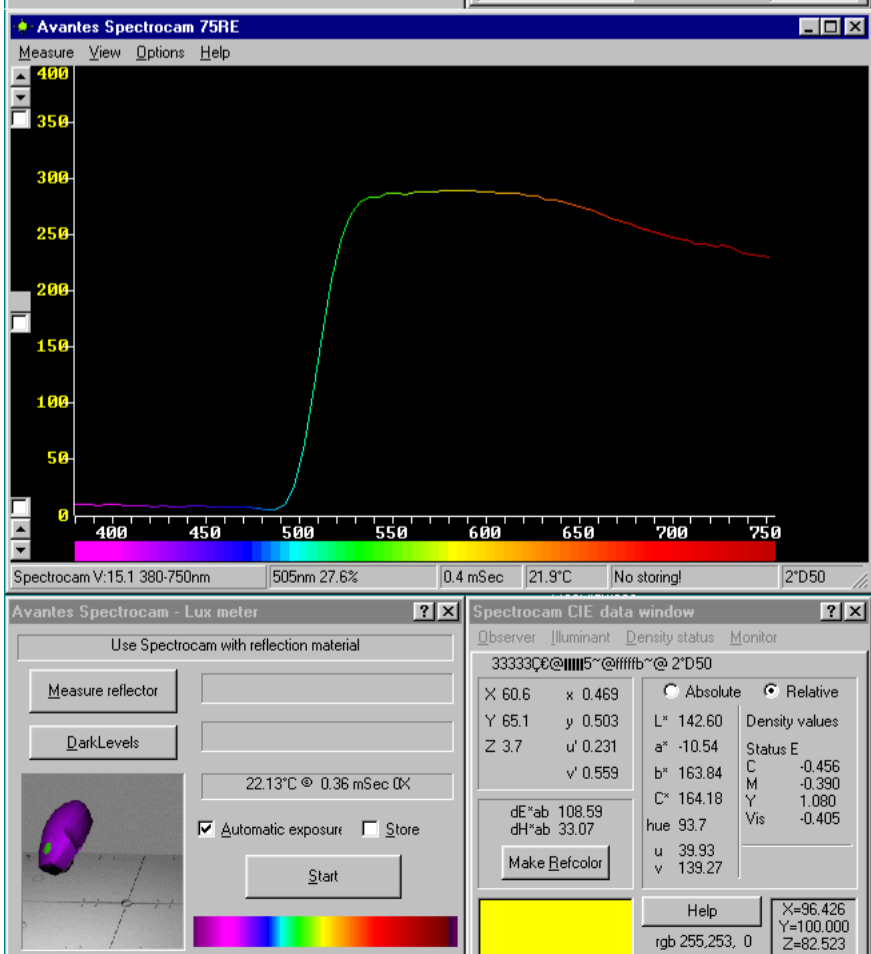 Avantes Spectrocam 75RE
Measure View Options Help
400
350
300
250
200
150
100
50
0
400 450 500 550 600 650 700 750
Spectrocam V:15.1 380-750nm 505nm 27.6% 0.4 mSec 21.9°C No storing! 2°D50
Avantes Spectrocam - Lux meter
Use Spectrocam with reflection material
Measure reflector
DarkLevels
22.13°C @ 0.36 mSec 0X
Automatic exposure Store
Start
Spectrocam CIE data window
Observer Illuminant Density status Monitor
2°D50
X 60.6 x 0.469
Y 65.1 y 0.503
Z 3.7 u' 0.231
v' 0.559
dE*ab 108.59
dH*ab 33.07
Make Refcolor
Absolute Relative
L* 142.60
a* -10.54
b* 163.84
C* 164.18
hue 93.7
u 39.93
v 139.27
Density values
Status E
C -0.456
M -0.390
Y 1.080
Vis -0.405
Help
rgb 255,253, 0
X=96.426
Y=100.000
Z=82.523